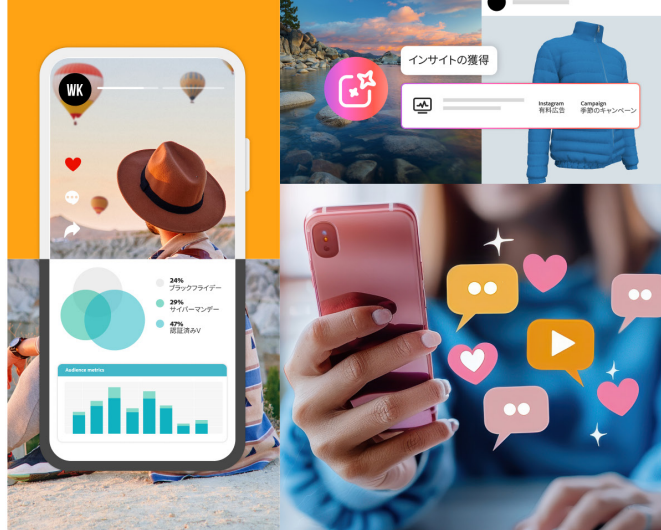 WK
24%
ブラックフライデー
29%
サイバーマンデー
47%
認証済みV
Audience metrics
インサイトの獲得
Instagram
有料広告
Campaign
季節のキャンペーン